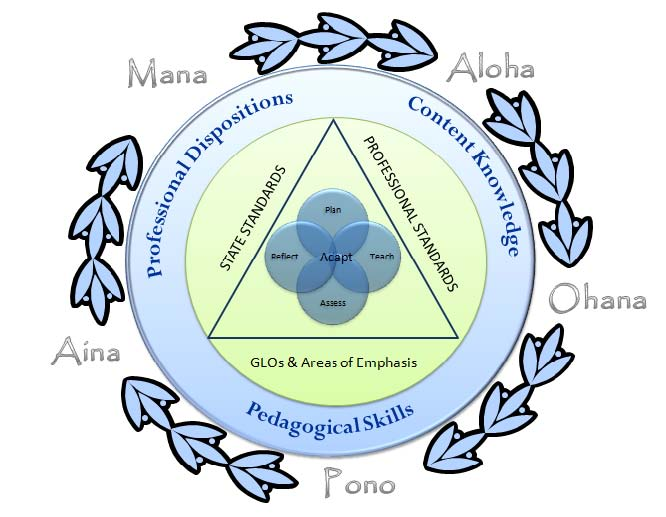 Mana
Aloha
Professional Dispositions
Content Knowledge
STATE STANDARDS
PROFESSIONAL STANDARDS
Plan
Reflect
Adapt
Teach
Assess
Ohana
Aina
GLOs & Areas of Emphasis
Pedagogical Skills
Pono